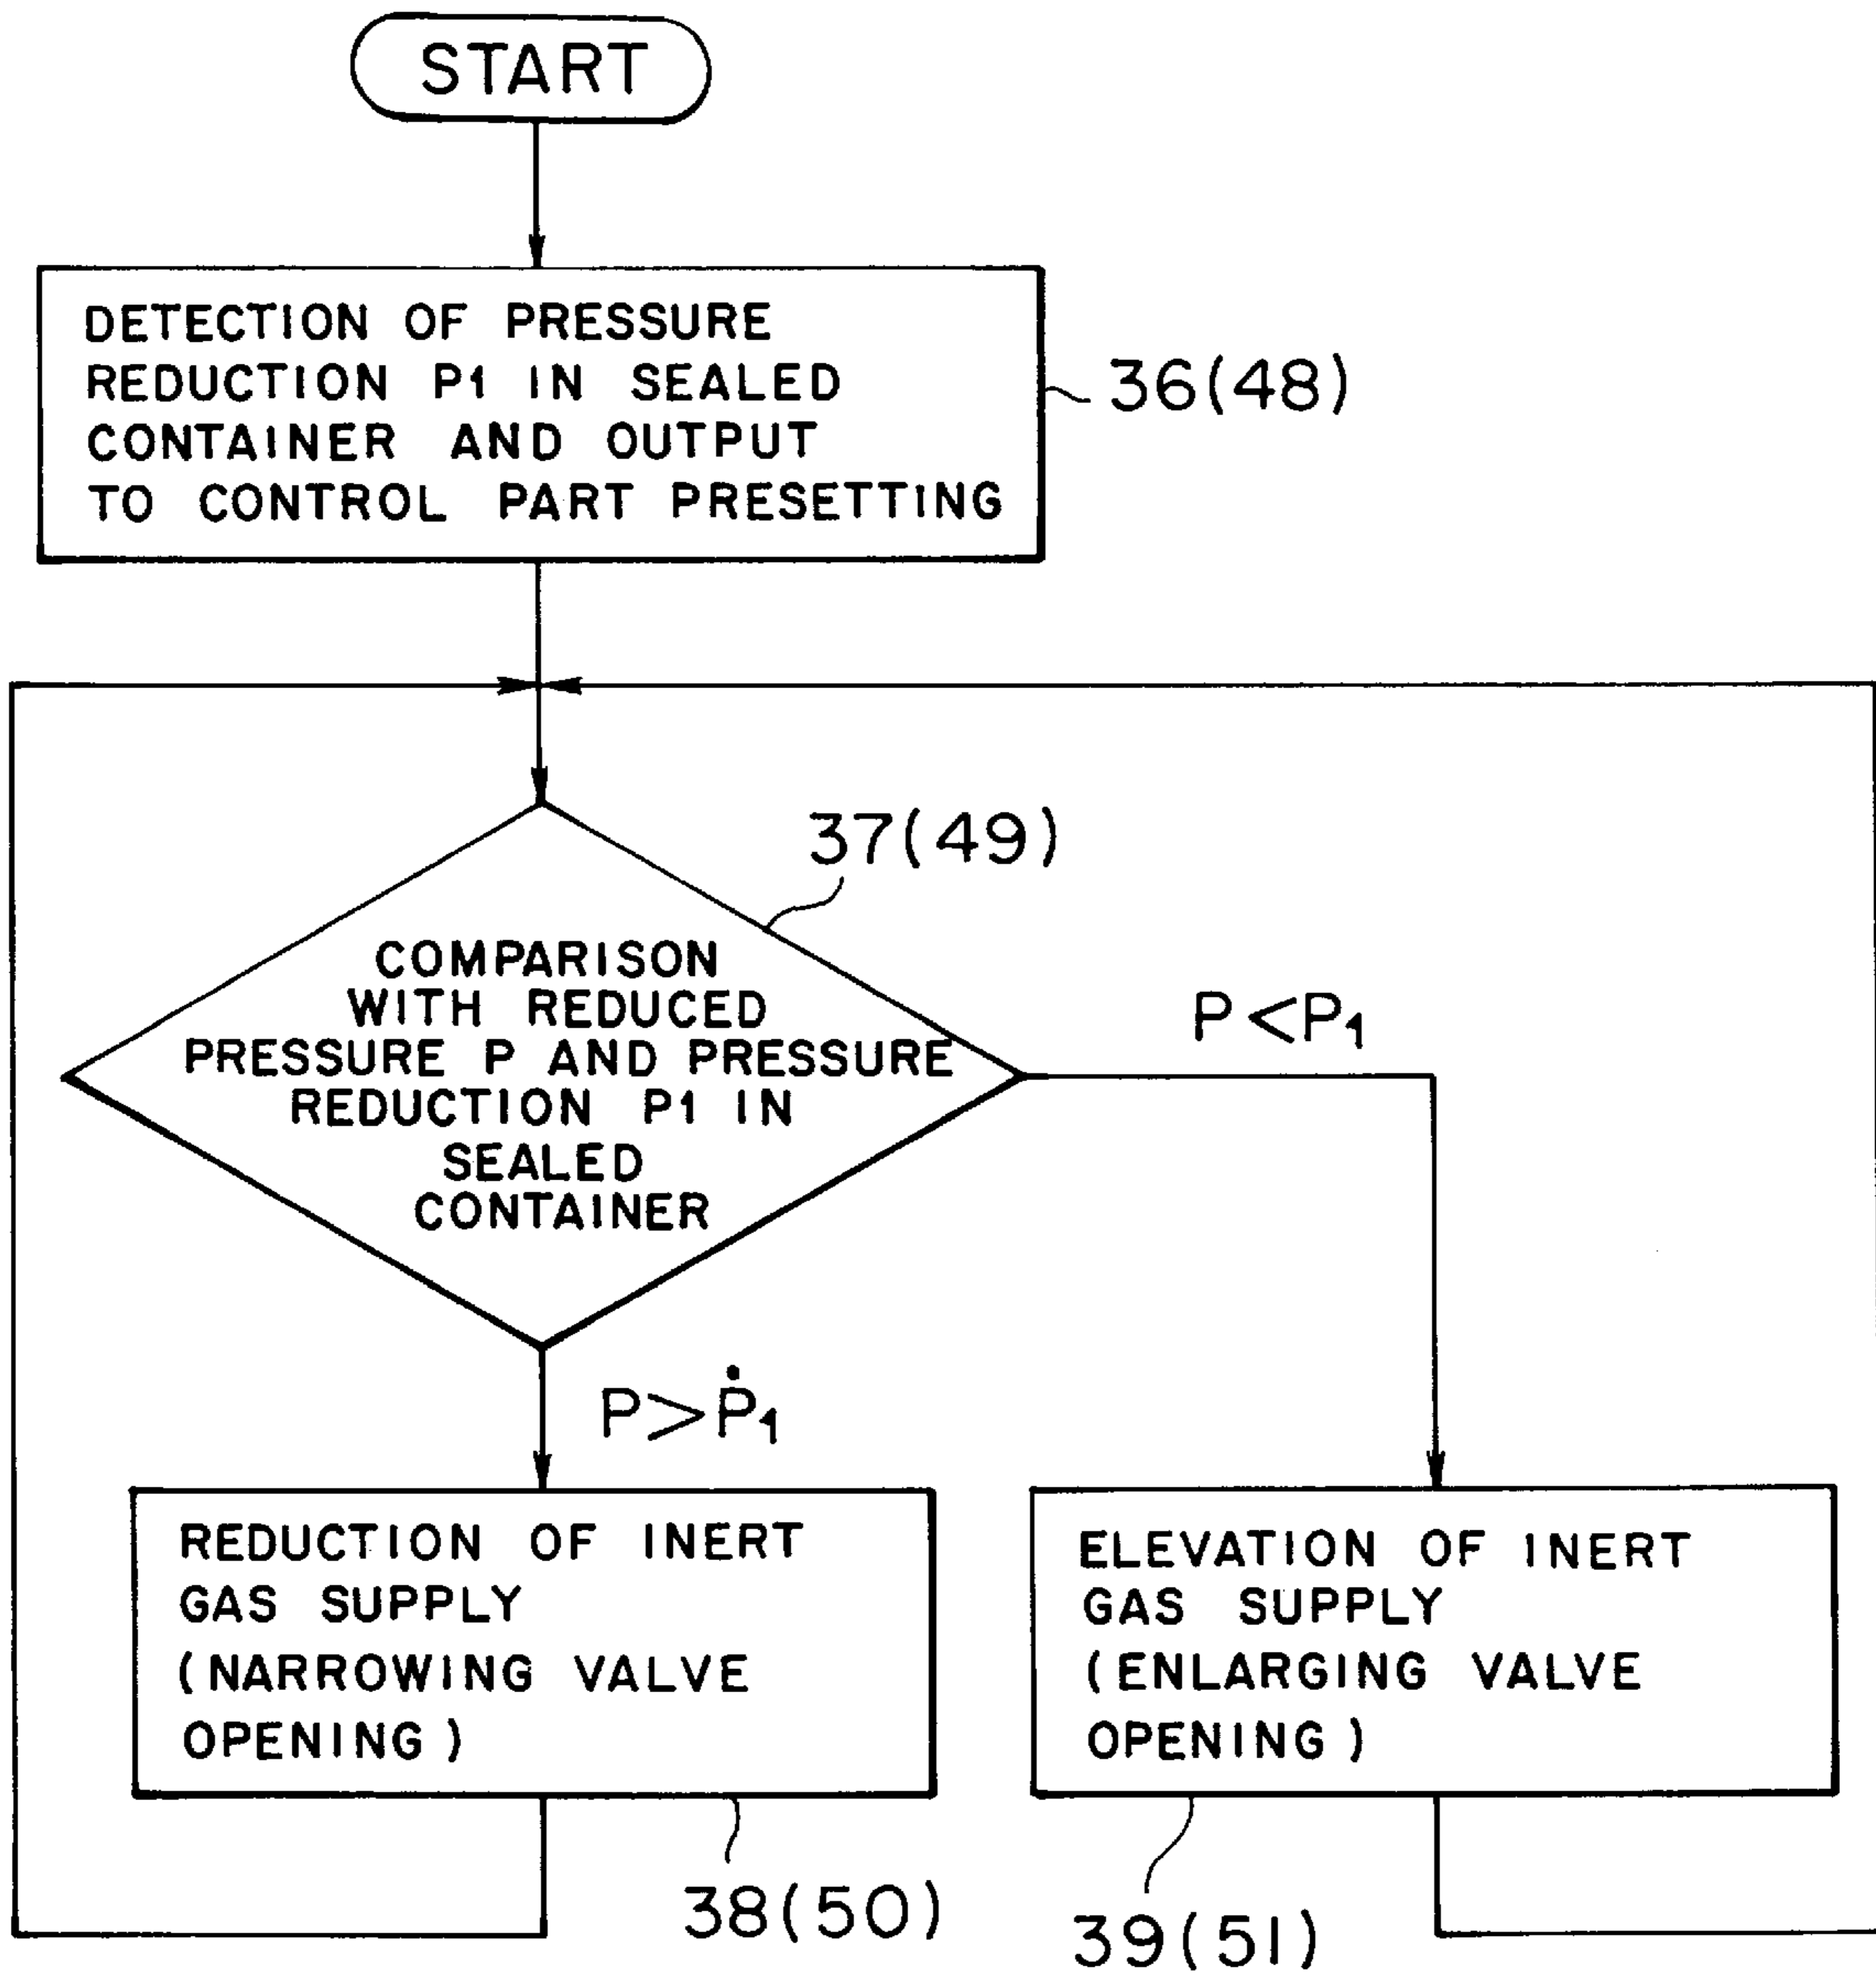 START
DETECTION OF PRESSURE
REDUCTION P1 IN SEALED
CONTAINER AND OUTPUT
TO CONTROL PART PRESETTING
36(48)
37(49)
COMPARISON
WITH REDUCED
PRESSURE P AND PRESSURE
REDUCTION P1 IN
SEALED
CONTAINER
P<P1
P>P1
REDUCTION OF INERT
GAS SUPPLY
(NARROWING VALVE
OPENING)
ELEVATION OF INERT
GAS SUPPLY
(ENLARGING VALVE
OPENING)
38(50)
39(51)